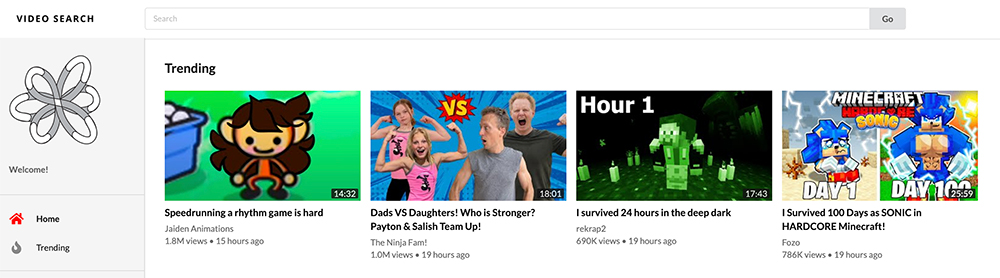 VIDEO SEARCH
Search
Go
Welcome!
Home
Trending
Trending
14:32
Speedrunning a rhythm game is hard
Jaiden Animations
1.8M views • 15 hours ago
VS
18:01
Dads VS Daughters! Who is Stronger?
Payton & Salish Team Up!
The Ninja Fam!
1.0M views • 19 hours ago
Hour 1
17:43
I survived 24 hours in the deep dark
rekrap2
690K views • 19 hours ago
MINECRAFT
SONIC
DAY 1
DAY 100
25:59
I Survived 100 Days as SONIC in
HARDCORE Minecraft!
Fozo
786K views • 19 hours ago